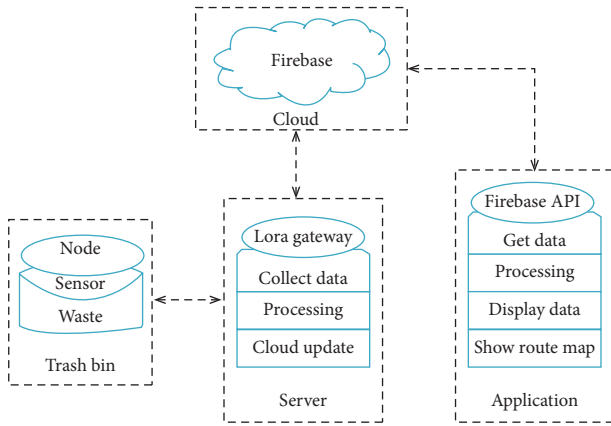 Firebase
Cloud
Node
Sensor
Waste
Trash bin
Lora gateway
Collect data
Processing
Cloud update
Server
Firebase API
Get data
Processing
Display data
Show route map
Application